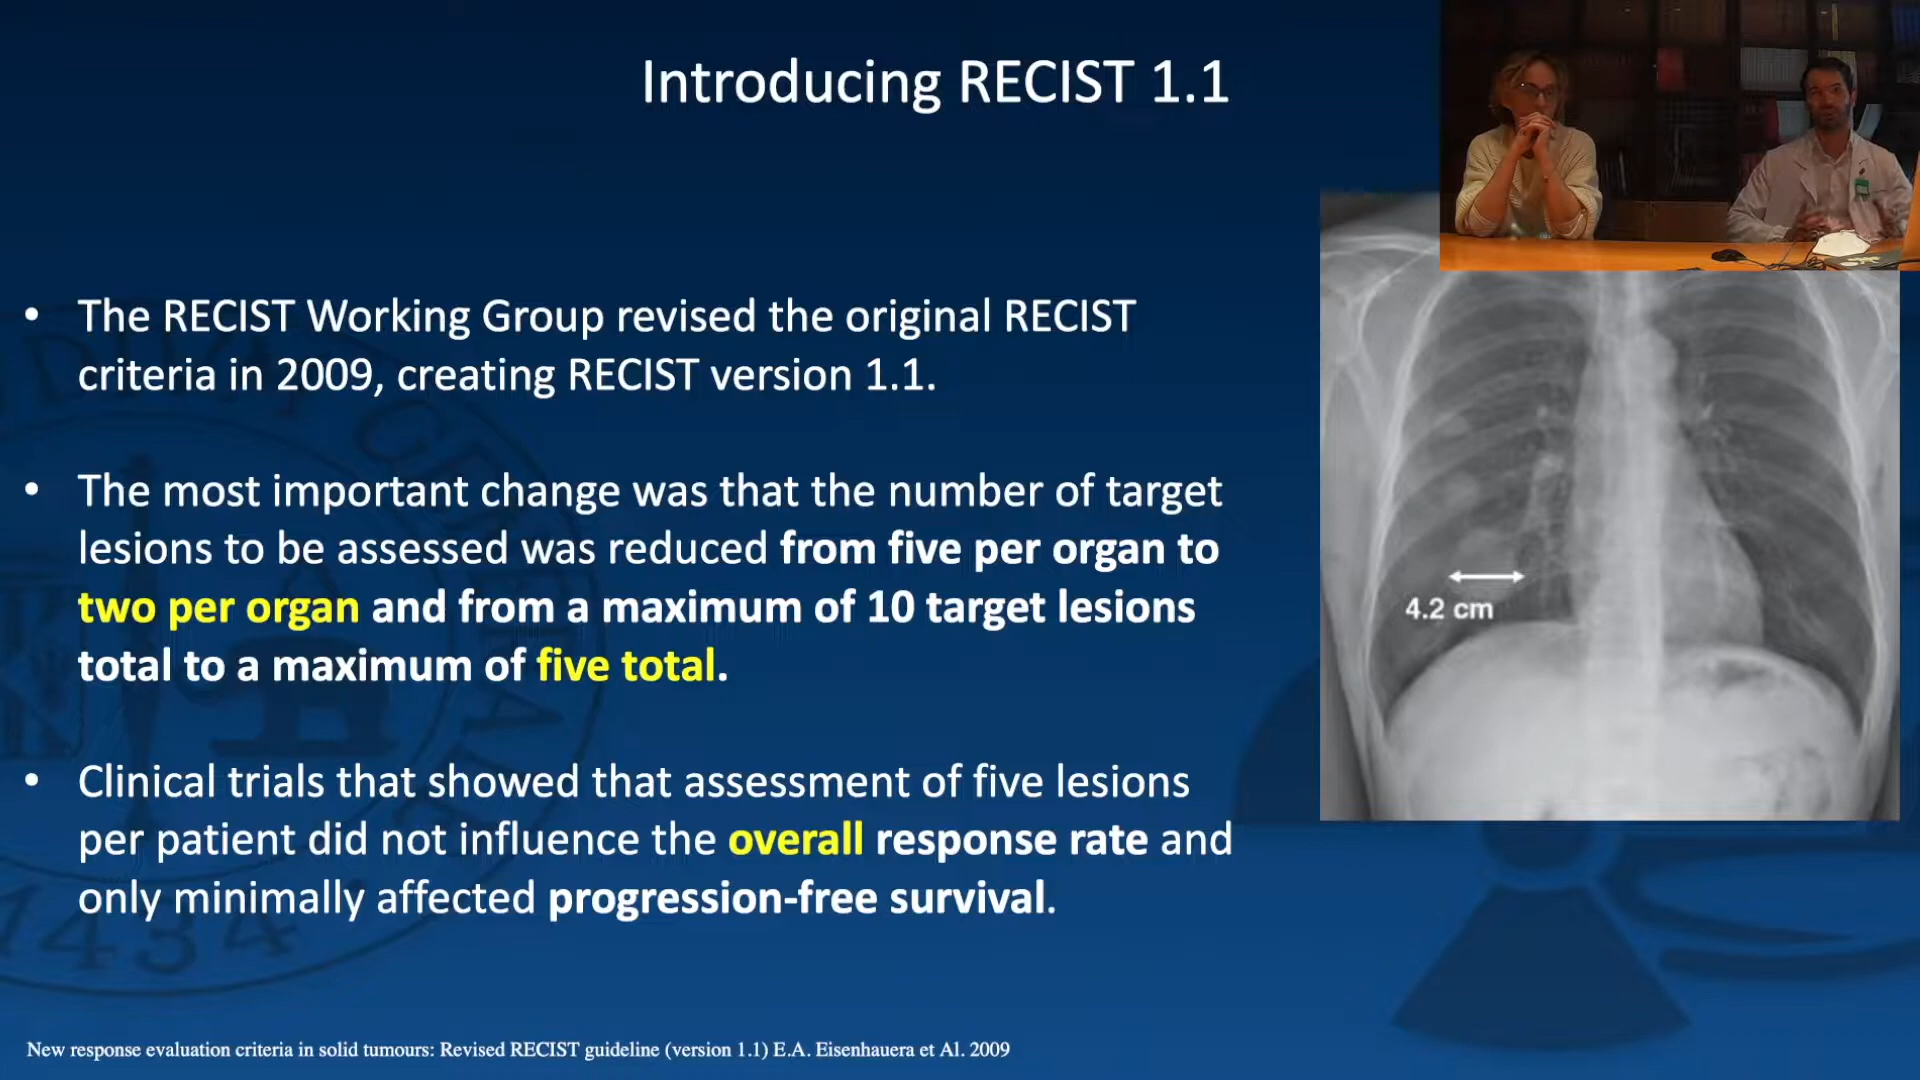 Introducing RECIST 1.1
• The RECIST Working Group revised the original RECIST
criteria in 2009, creating RECIST version 1.1.
• The most important change was that the number of target
lesions to be assessed was reduced from five per organ to
two per organ and from a maximum of 10 target lesions
total to a maximum of five total.
• Clinical trials that showed that assessment of five lesions
per patient did not influence the overall response rate and
only minimally affected progression-free survival.
4.2 cm
1434
New response evaluation criteria in solid tumours: Revised RECIST guideline (version 1.1) E.A. Eisenhauera et Al. 2009